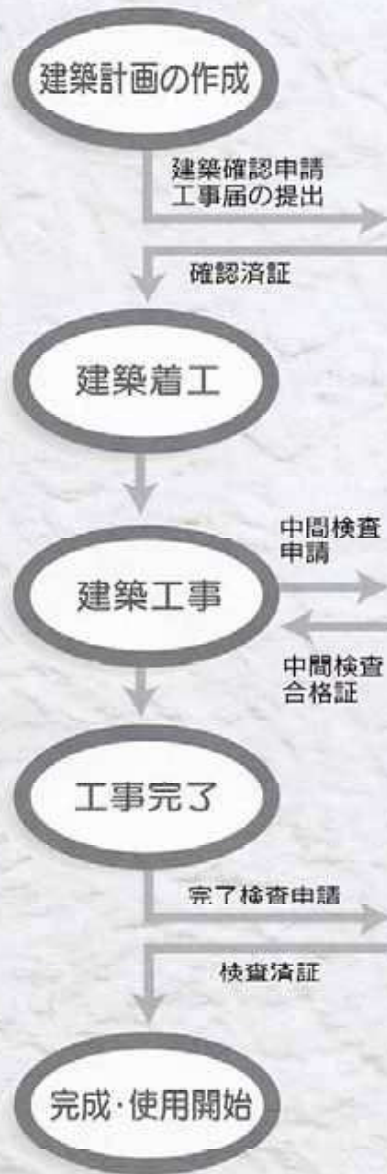 建築計画の作成
建築確認申請
工事届の提出
確認済証
建築着工
中間検査
申請
建築工事
中間検査
合格証
工事完了
完了検査申請
検査済証
完成・使用開始